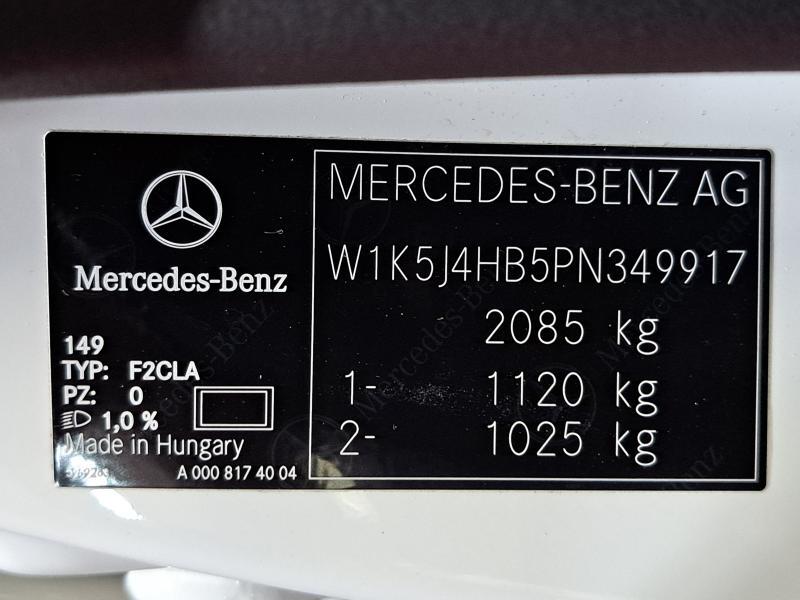 Mercedes-Benz
149
TYP: F2CLA
PZ: 0
1,0 %
Made in Hungary
A 000 817 40 04
MERCEDES-BENZ AG
W1K5J4HB5PN349917
2085 kg
1- 1120 kg
2- 1025 kg